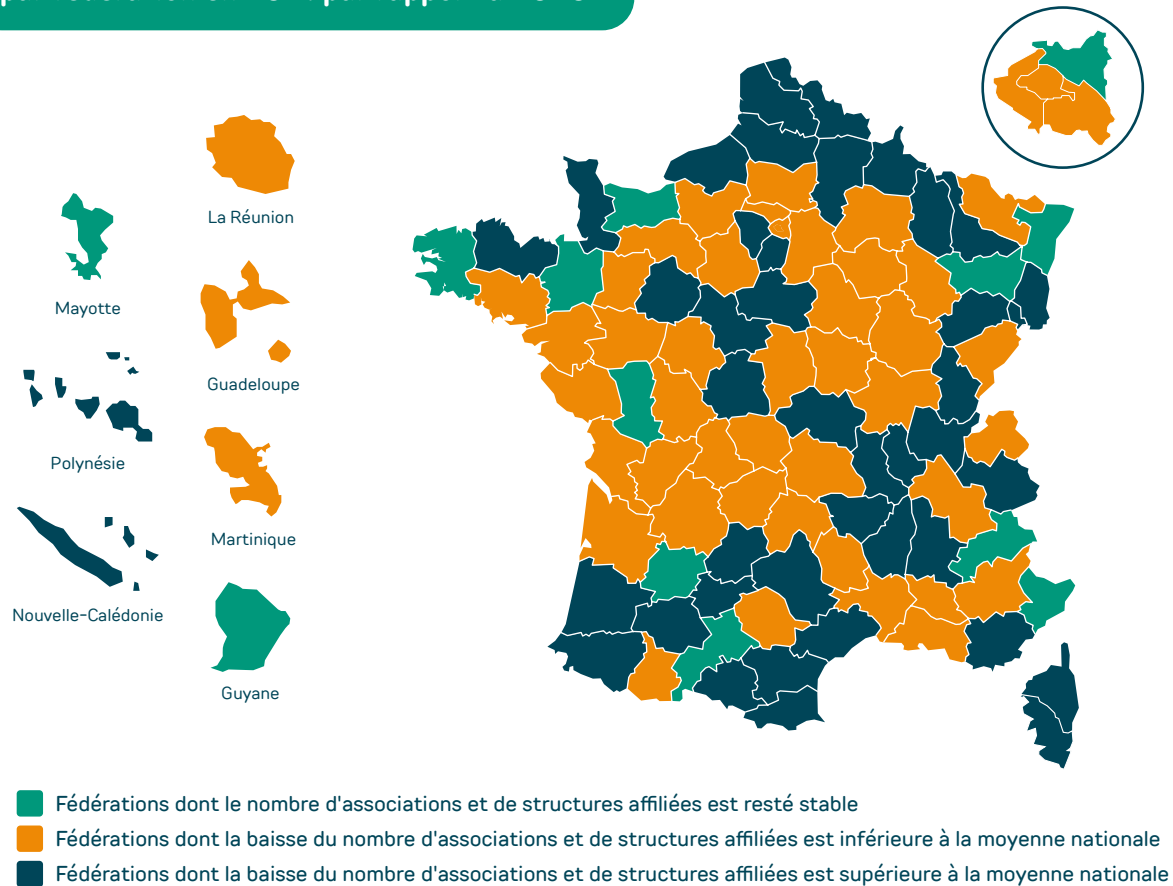 La Réunion
Mayotte
Guadeloupe
Polynésie
Martinique
Nouvelle-Calédonie
Guyane
Fédérations dont le nombre d'associations et de structures affiliées est resté stable
Fédérations dont la baisse du nombre d'associations et de structures affiliées est inférieure à la moyenne nationale
Fédérations dont la baisse du nombre d'associations et de structures affiliées est supérieure à la moyenne nationale